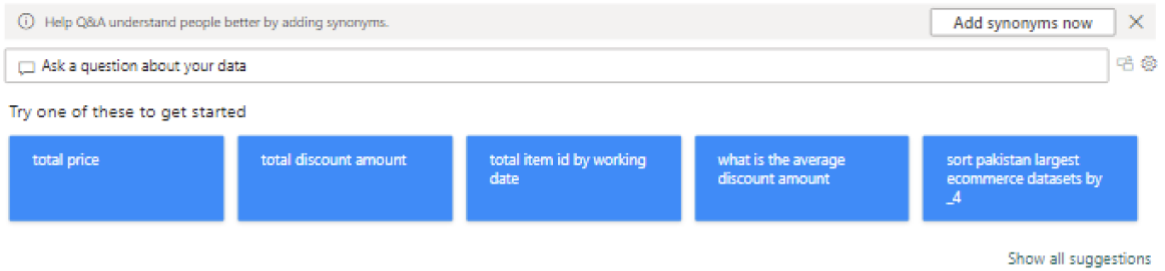 Help Q&A understand people better by adding synonyms.
Add synonyms now
Ask a question about your data
Try one of these to get started
total price
total discount amount
total item id by working
date
what is the average
discount amount
sort pakistan largest
ecommerce datasets by
_4
Show all suggestions